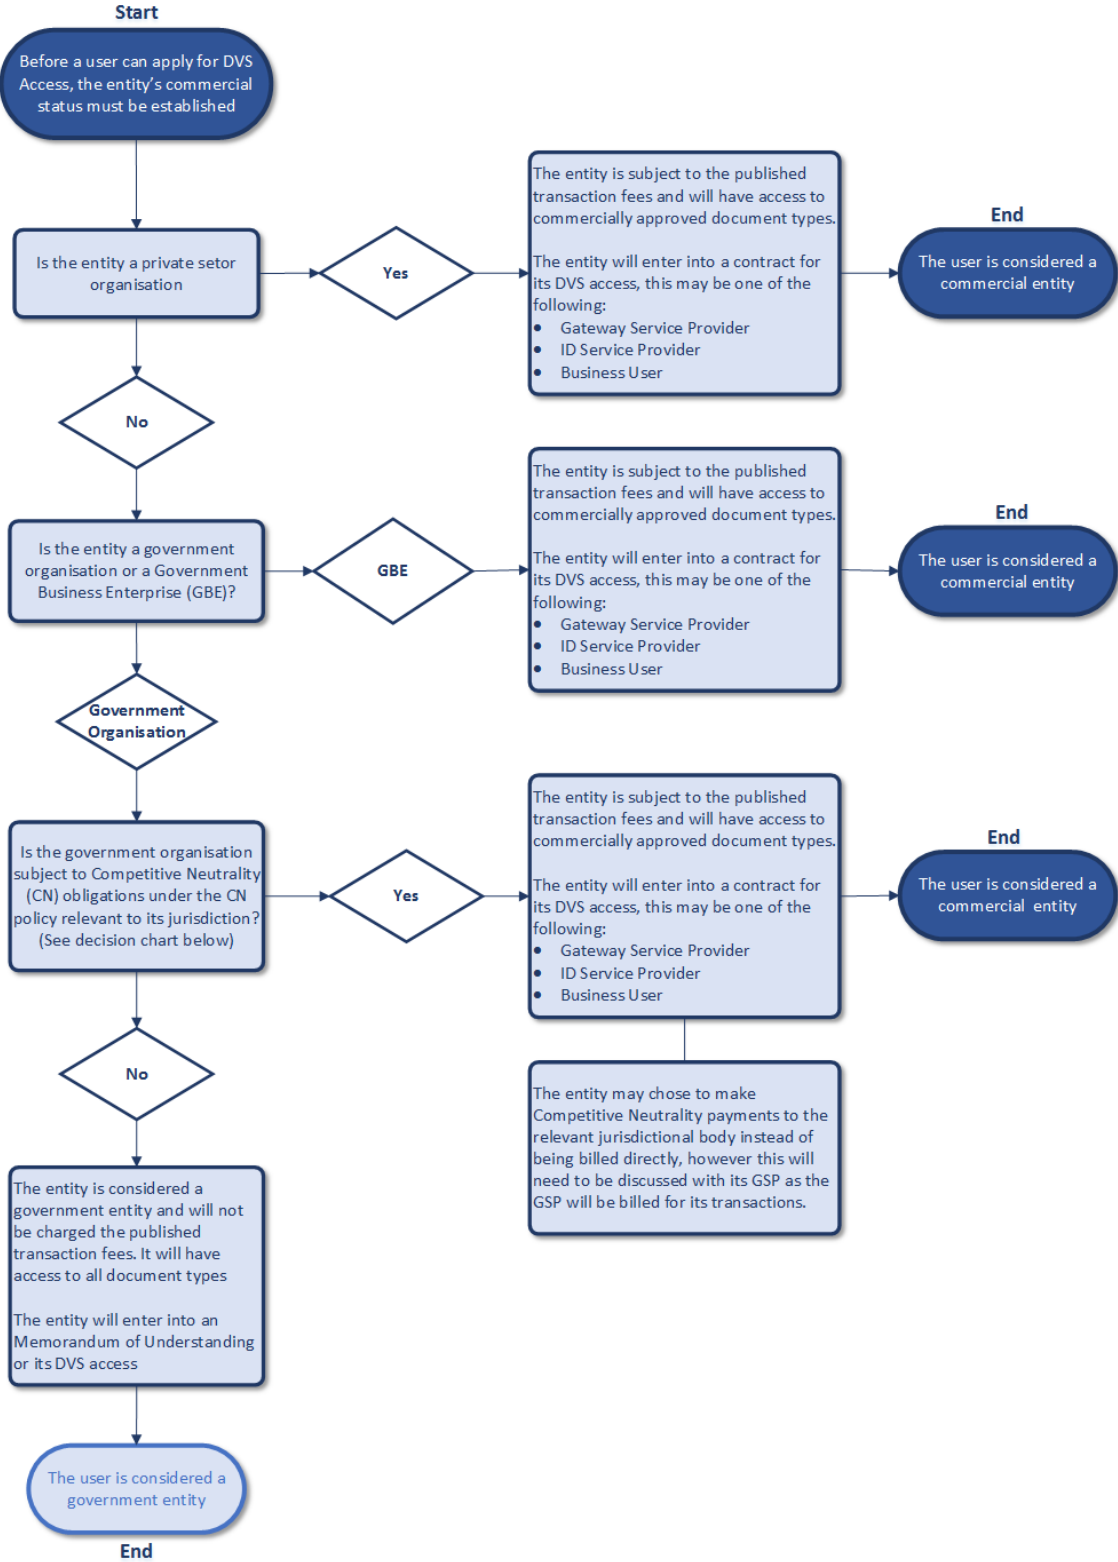 Start
Before a user can apply for DVS
Access, the entity's commercial
status must be established
Is the entity a private setor
organisation
Yes
The entity is subject to the published
transaction fees and will have access to
commercially approved document types.
The entity will enter into a contract for
its DVS access, this may be one of the
following:
• Gateway Service Provider
• ID Service Provider
• Business User
End
The user is considered a
commercial entity
No
Is the entity a government
organisation or a Government
Business Enterprise (GBE)?
GBE
The entity is subject to the published
transaction fees and will have access to
commercially approved document types.
The entity will enter into a contract for
its DVS access, this may be one of the
following:
• Gateway Service Provider
• ID Service Provider
• Business User
End
The user is considered a
commercial entity
Government
Organisation
Is the government organisation
subject to Competitive Neutrality
(CN) obligations under the CN
policy relevant to its jurisdiction?
(See decision chart below)
Yes
The entity is subject to the published
transaction fees and will have access to
commercially approved document types.
The entity will enter into a contract for
its DVS access, this may be one of the
following:
• Gateway Service Provider
• ID Service Provider
• Business User
End
The user is considered a
commercial entity
The entity may chose to make
Competitive Neutrality payments to the
relevant jurisdictional body instead of
being billed directly, however this will
need to be discussed with its GSP as the
GSP will be billed for its transactions.
No
The entity is considered a
government entity and will not
be charged the published
transaction fees. It will have
access to all document types
The entity will enter into an
Memorandum of Understanding
or its DVS access
The user is considered a
government entity
End